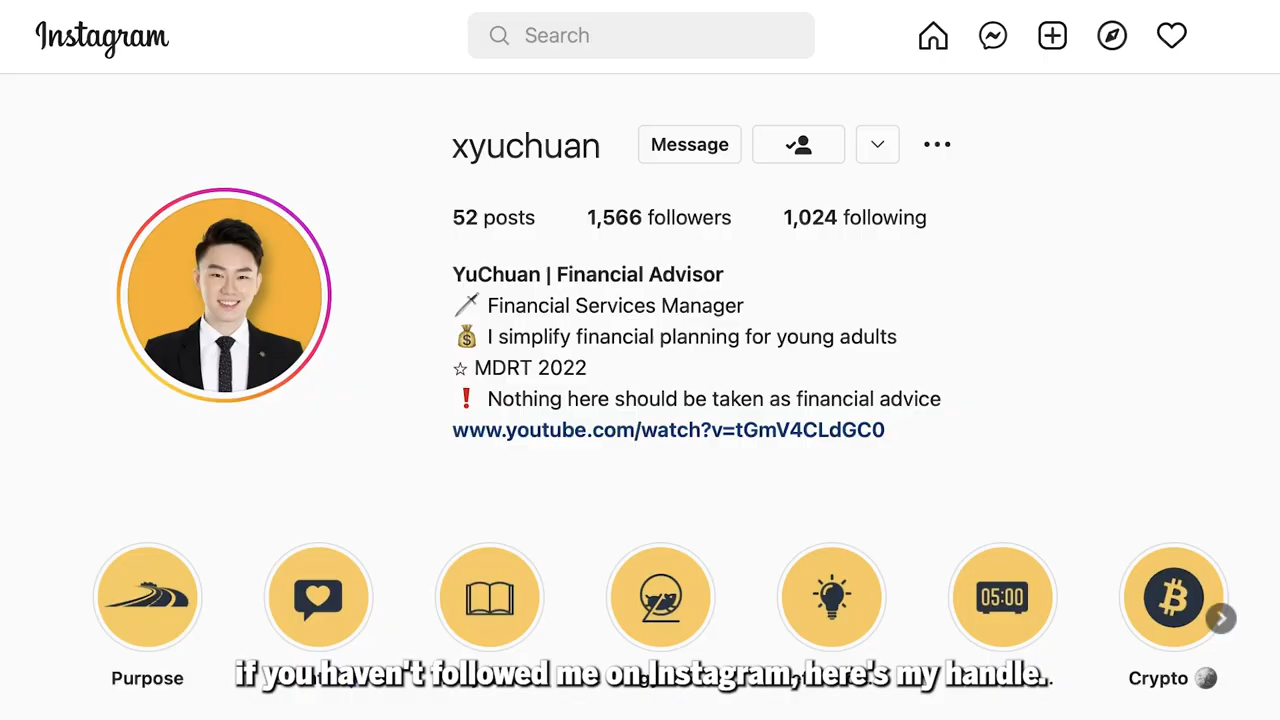 Instagram
Search
xyuchuan
Message
52 posts
1,566 followers
1,024 following
YuChuan | Financial Advisor
Financial Services Manager
I simplify financial planning for young adults
☆ MDRT 2022
Nothing here should be taken as financial advice
www.youtube.com/watch?v=tGmV4CLdGC0
05:00
Purpose
Crypto
if you haven't followed me on Instagram, here's my handle.